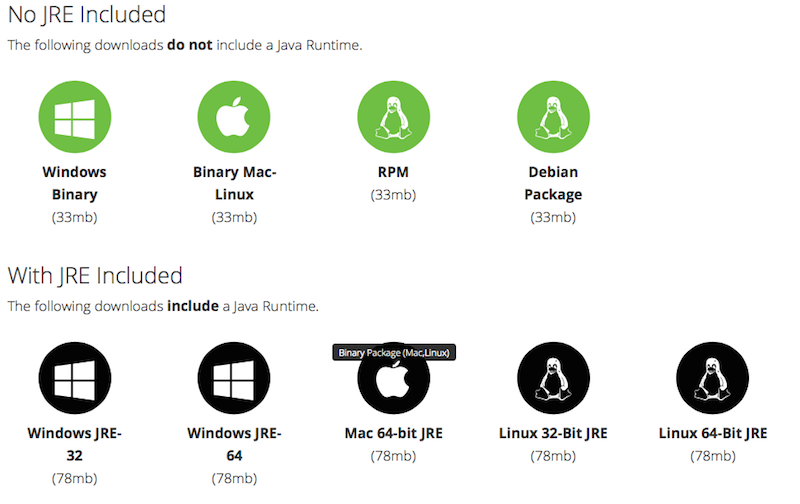 No JRE Included
The following downloads do not include a Java Runtime.
Windows Binary Mac- RPM Debian
Binary Linux (33mb) Package
(33mb) (33mb) (33mb)
With JRE Included
The following downloads include a Java Runtime.
Binary Package (Mac,Linux)
Windows JRE- Windows JRE- Mac 64-bit JRE Linux 32-Bit JRE Linux 64-Bit JRE
32 64 (78mb) (78mb) (78mb)
(78mb) (78mb)